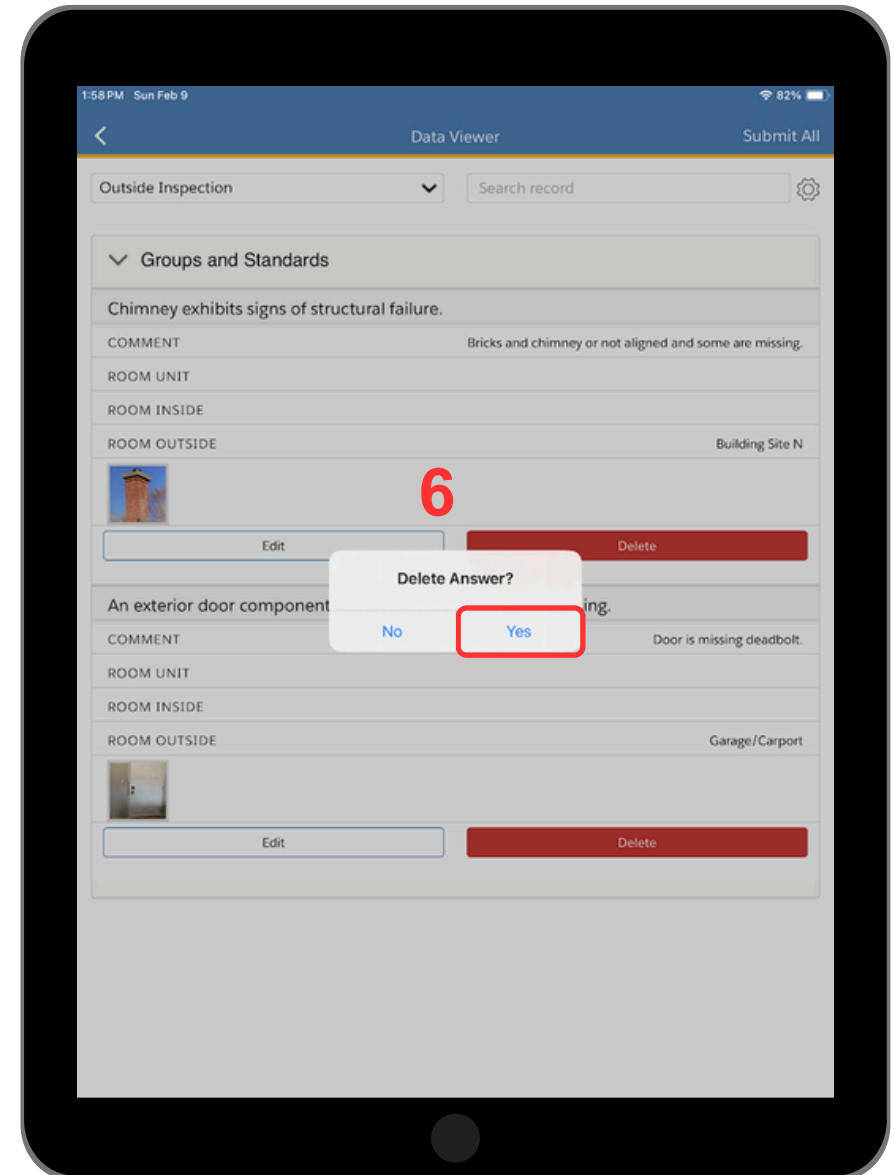 1:58 PM Sun Feb 9 82%
Data Viewer Submit All
Outside Inspection Search record
Groups and Standards
Chimney exhibits signs of structural failure.
COMMENT Bricks and chimney or not aligned and some are missing.
ROOM UNIT
ROOM INSIDE
ROOM OUTSIDE Building Site N
6
Edit Delete
Delete Answer?
An exterior door component ing.
No Yes
COMMENT Door is missing deadbolt.
ROOM UNIT
ROOM INSIDE
ROOM OUTSIDE Garage/Carport
Edit Delete